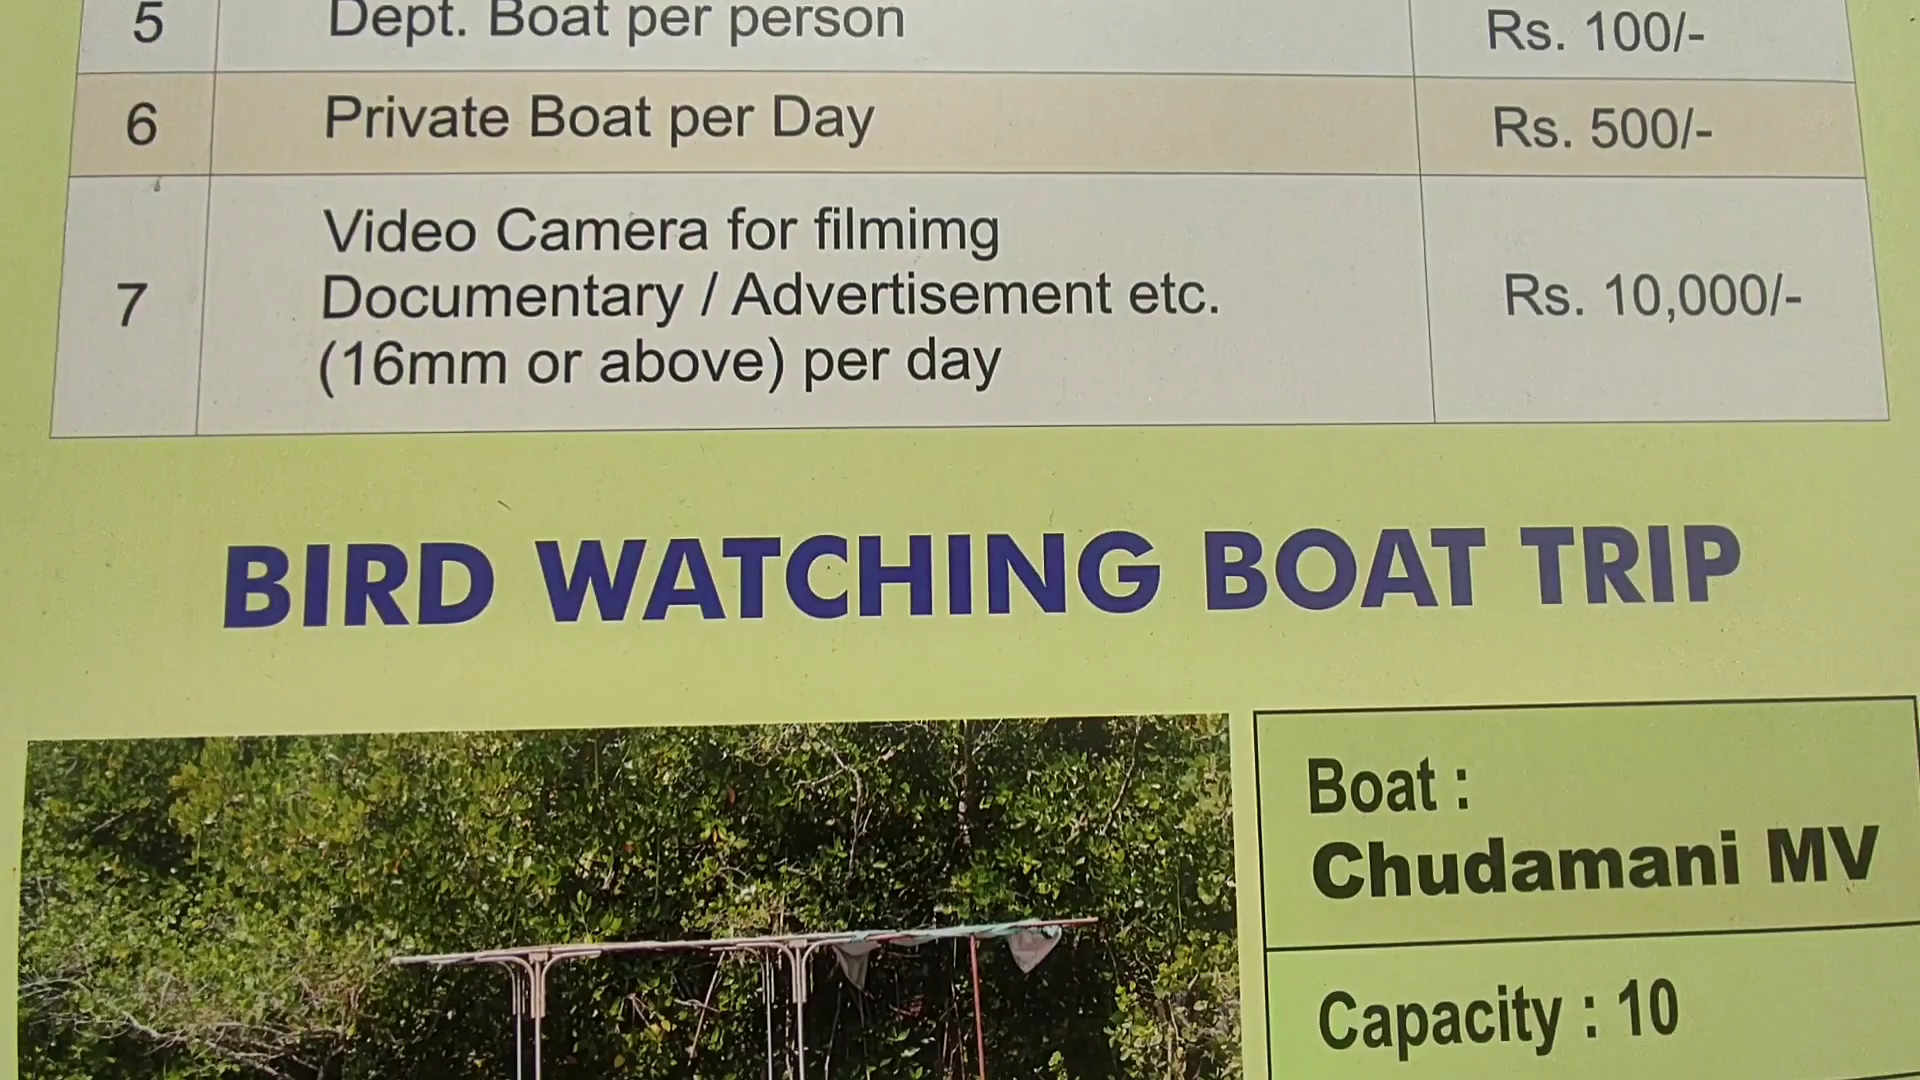 5 Dept. Boat per person Rs. 100/-
6 Private Boat per Day Rs. 500/-
Video Camera for filmimg
7 Documentary / Advertisement etc. Rs. 10,000/-
(16mm or above) per day
BIRD WATCHING BOAT TRIP
Boat :
Chudamani MV
Capacity : 10